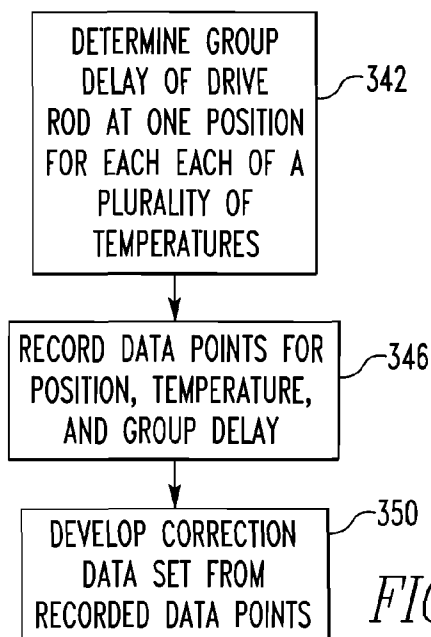 DETERMINE GROUP
DELAY OF DRIVE
ROD AT ONE POSITION
FOR EACH EACH OF A
PLURALITY OF
TEMPERATURES
342
RECORD DATA POINTS FOR
POSITION, TEMPERATURE,
AND GROUP DELAY
346
DEVELOP CORRECTION
DATA SET FROM
RECORDED DATA POINTS
350